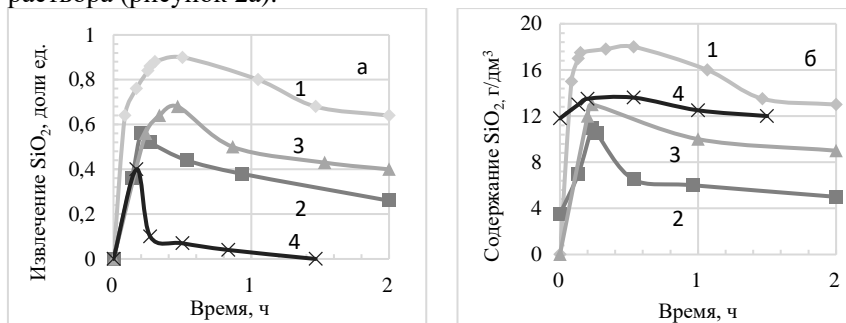 раствора (рисунок 2а).
Извлечение SiO₂, доли ед.
1
0,8
0,6
0,4
0,2
0
а
1
3
2
4
0 1 2
Время, ч
Содержание SiO₂, г/дм³
20
16
12
8
4
0
б
1
4
3
2
0 1 2
Время, ч